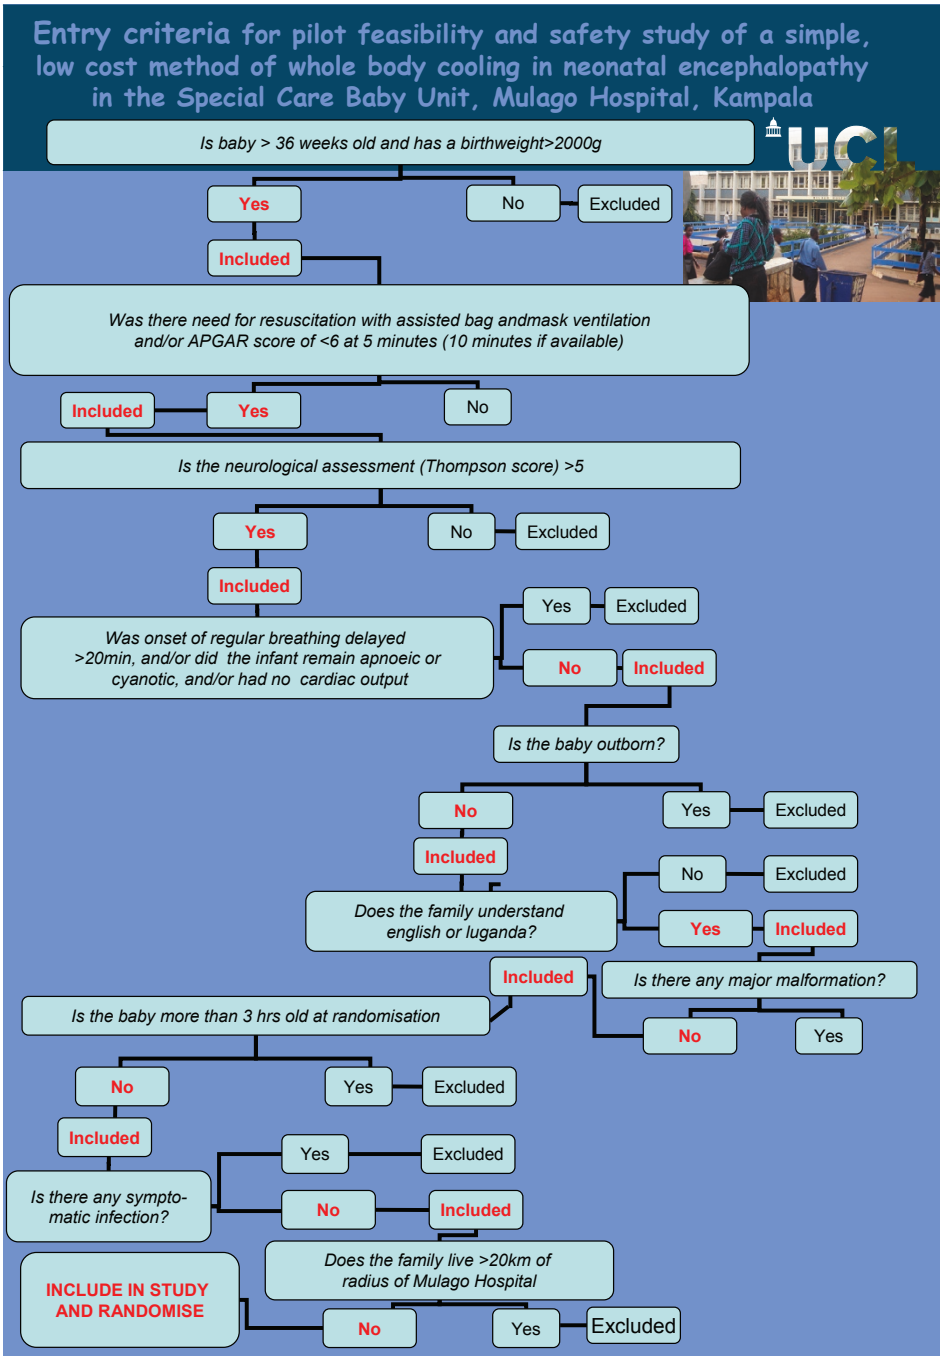 Entry criteria for pilot feasibility and safety study of a simple,
low cost method of whole body cooling in neonatal encephalopathy
in the Special Care Baby Unit, Mulago Hospital, Kampala
UCL
Is baby > 36 weeks old and has a birthweight>2000g
Yes
No
Excluded
Included
Was there need for resuscitation with assisted bag andmask ventilation
and/or APGAR score of <6 at 5 minutes (10 minutes if available)
Included
Yes
No
Is the neurological assessment (Thompson score) >5
Yes
No
Excluded
Included
Yes
Excluded
Was onset of regular breathing delayed
>20min, and/or did the infant remain apnoeic or
cyanotic, and/or had no cardiac output
No
Included
Is the baby outborn?
No
Yes
Excluded
Included
No
Excluded
Does the family understand
english or luganda?
Yes
Included
Included
Is there any major malformation?
Is the baby more than 3 hrs old at randomisation
No
Yes
No
Yes
Excluded
Included
Yes
Excluded
Is there any sympto-
matic infection?
No
Included
Does the family live >20km of
radius of Mulago Hospital
INCLUDE IN STUDY
AND RANDOMISE
No
Yes
Excluded